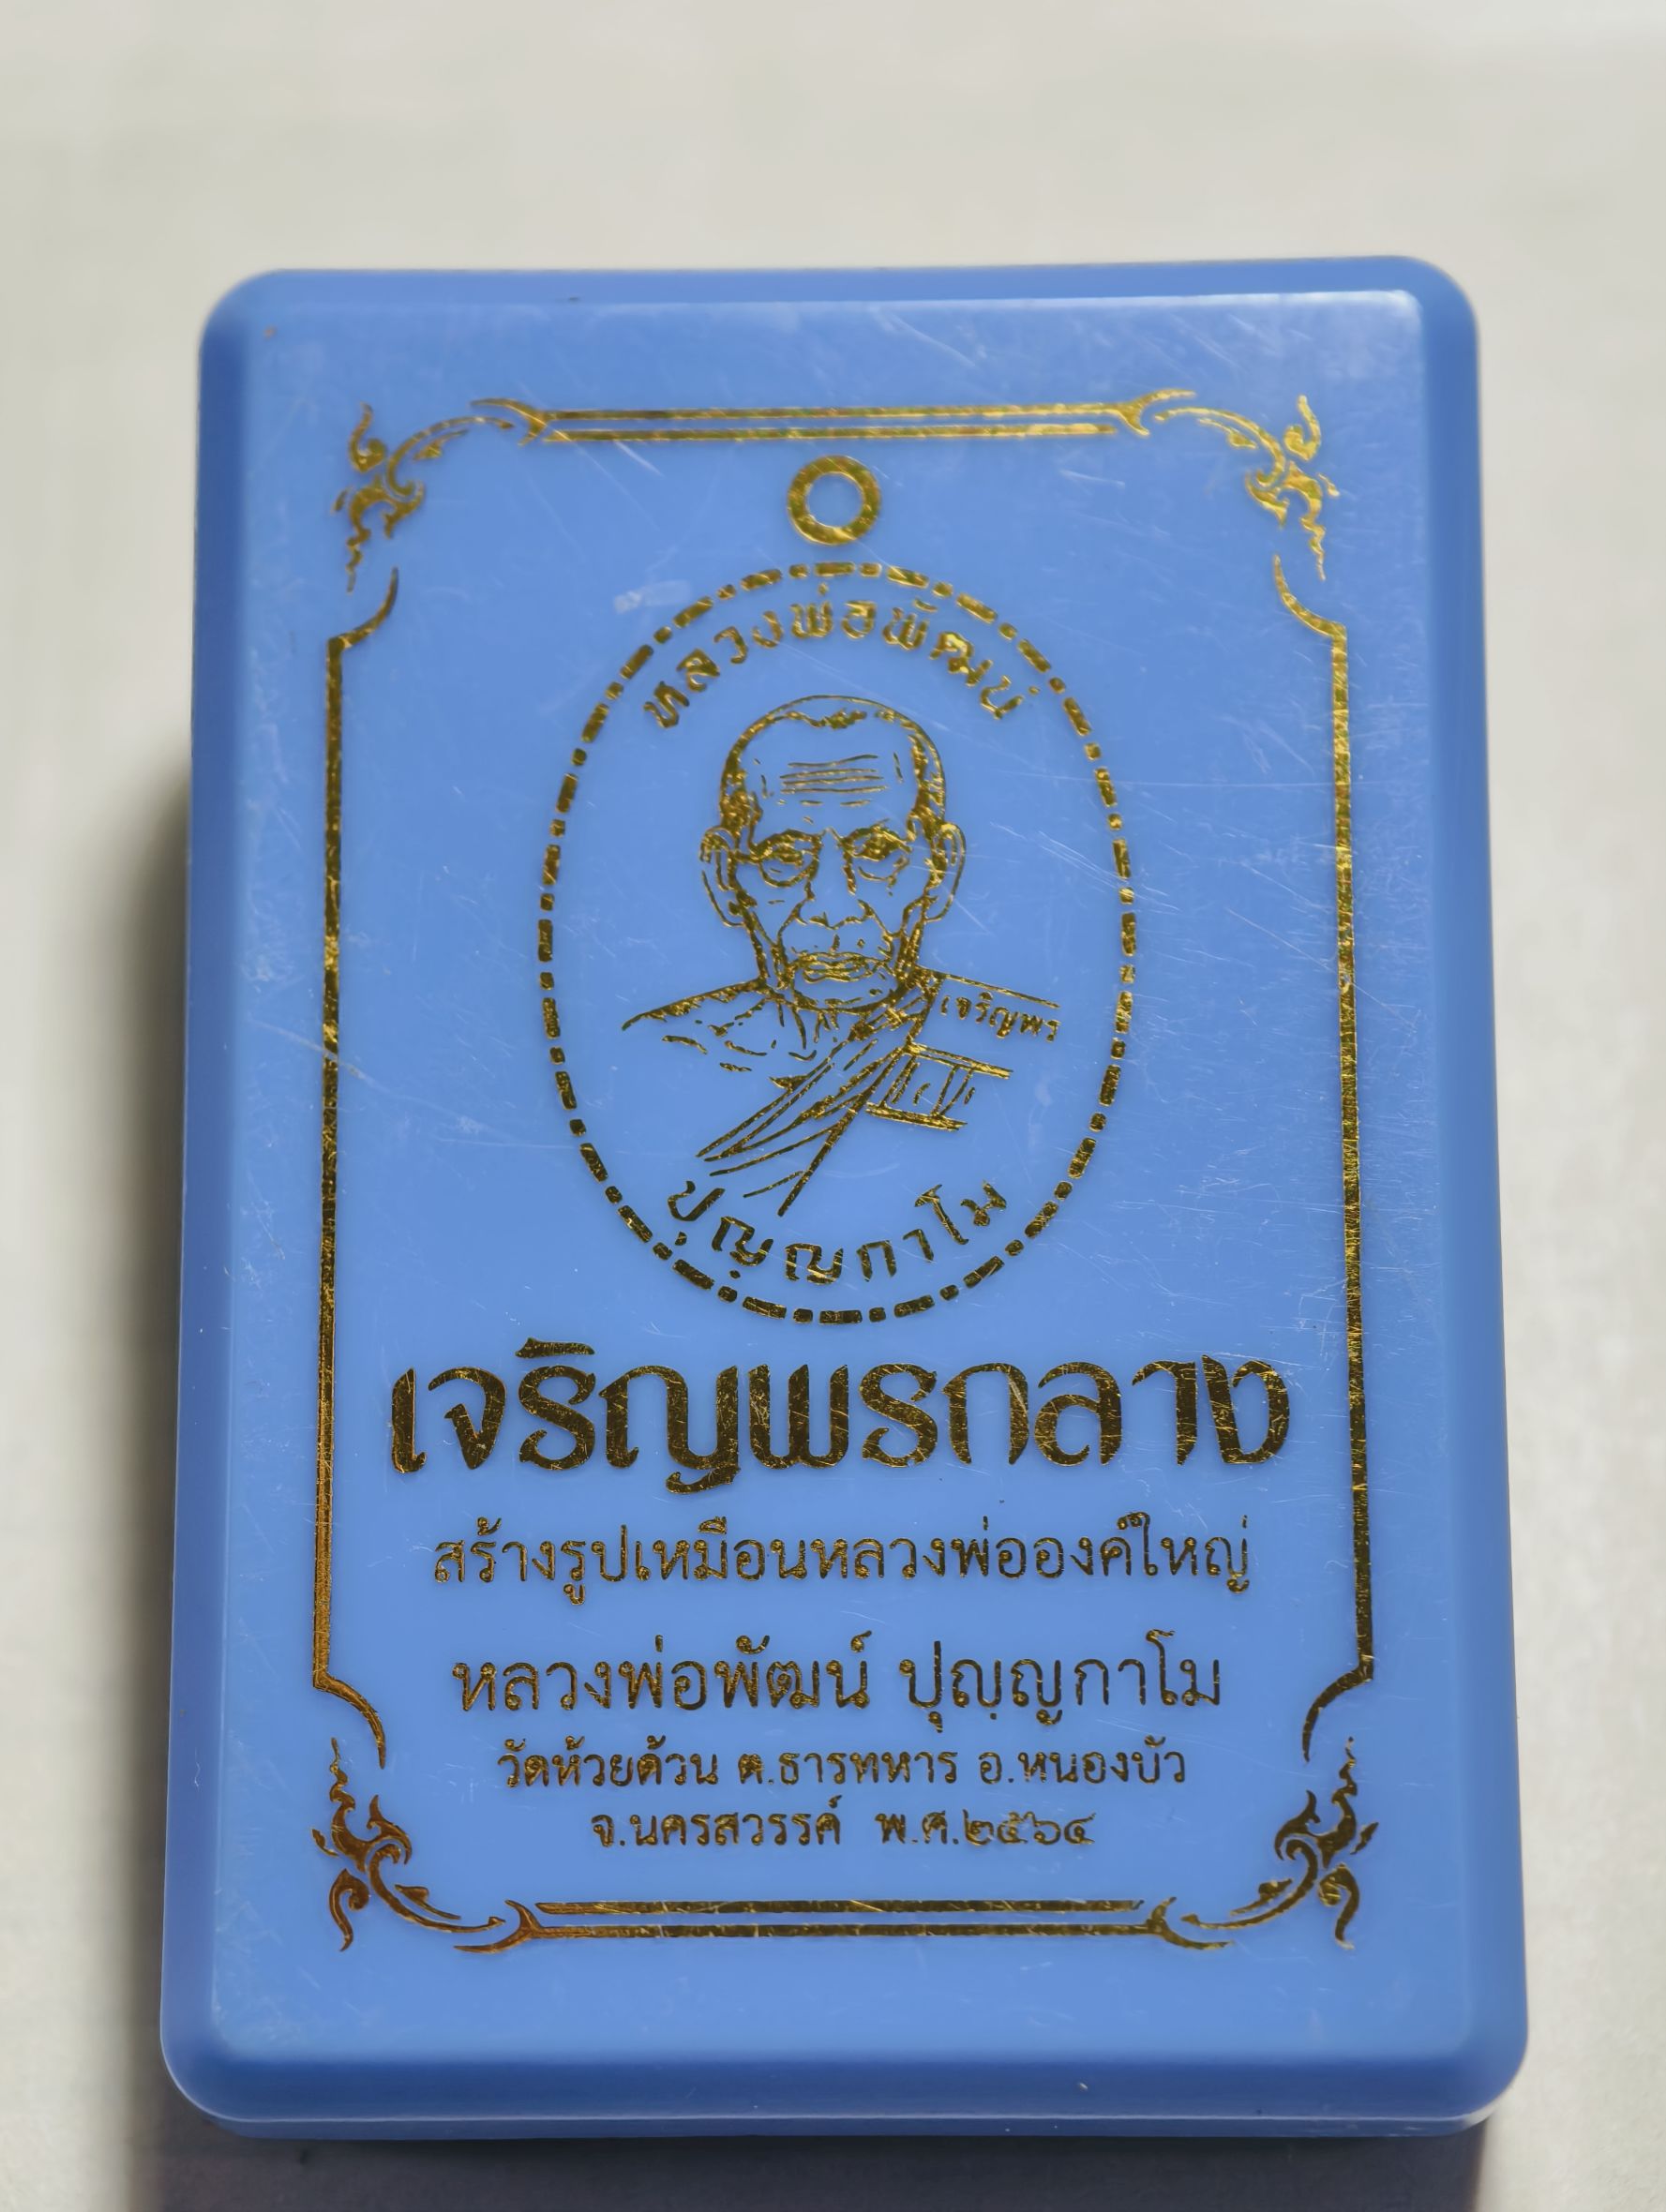 หลวงพ่อพัฒน์
เจริญพร
ปุญฺญกาโม
เจริญพรกลาง
สร้างรูปเหมือนหลวงพ่อองค์ใหญ่
หลวงพ่อพัฒน์ ปุญฺญกาโม
วัดห้วยด้วน ต.ธารทหาร อ.หนองบัว
จ.นครสวรรค์ พ.ศ.๒๕๖๔